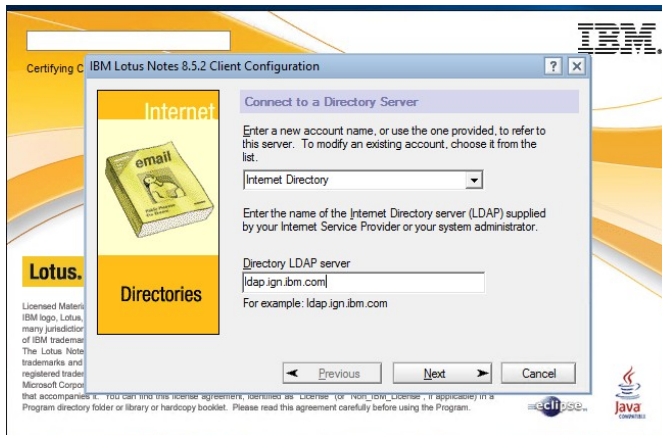 IBM.
Certifying C
IBM Lotus Notes 8.5.2 Client Configuration
Internet
email
Directories
Connect to a Directory Server
Enter a new account name, or use the one provided, to refer to
this server. To modify an existing account, choose it from the
list.
Internet Directory
Enter the name of the Internet Directory server (LDAP) supplied
by your Internet Service Provider or your system administrator.
Directory LDAP server
ldap.ign.ibm.com
For example: ldap.ign.ibm.com
Previous
Next
Cancel
Lotus.
Licensed Materi
IBM logo, Lotus,
many jurisdiction
of IBM trademar
The Lotus Note
trademarks and
registered trader
Microsoft Corpor
that accompanies it. You can find this license agreement, identified as "License" (or "Non_IBM_License", if applicable) in a
Program directory folder or library or hardcopy booklet. Please read this agreement carefully before using the Program.
eclipse
Java
COMPATIBLE